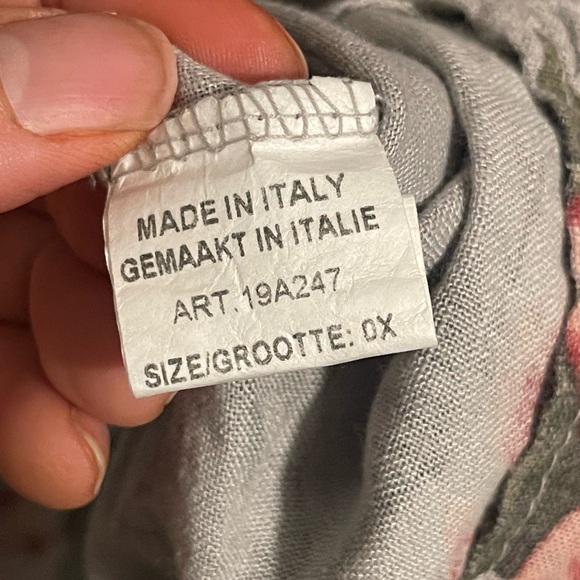 MADE IN ITALY
GEMAAKT IN ITALIE
ART.19A247
SIZE/GROOTTE: 0X